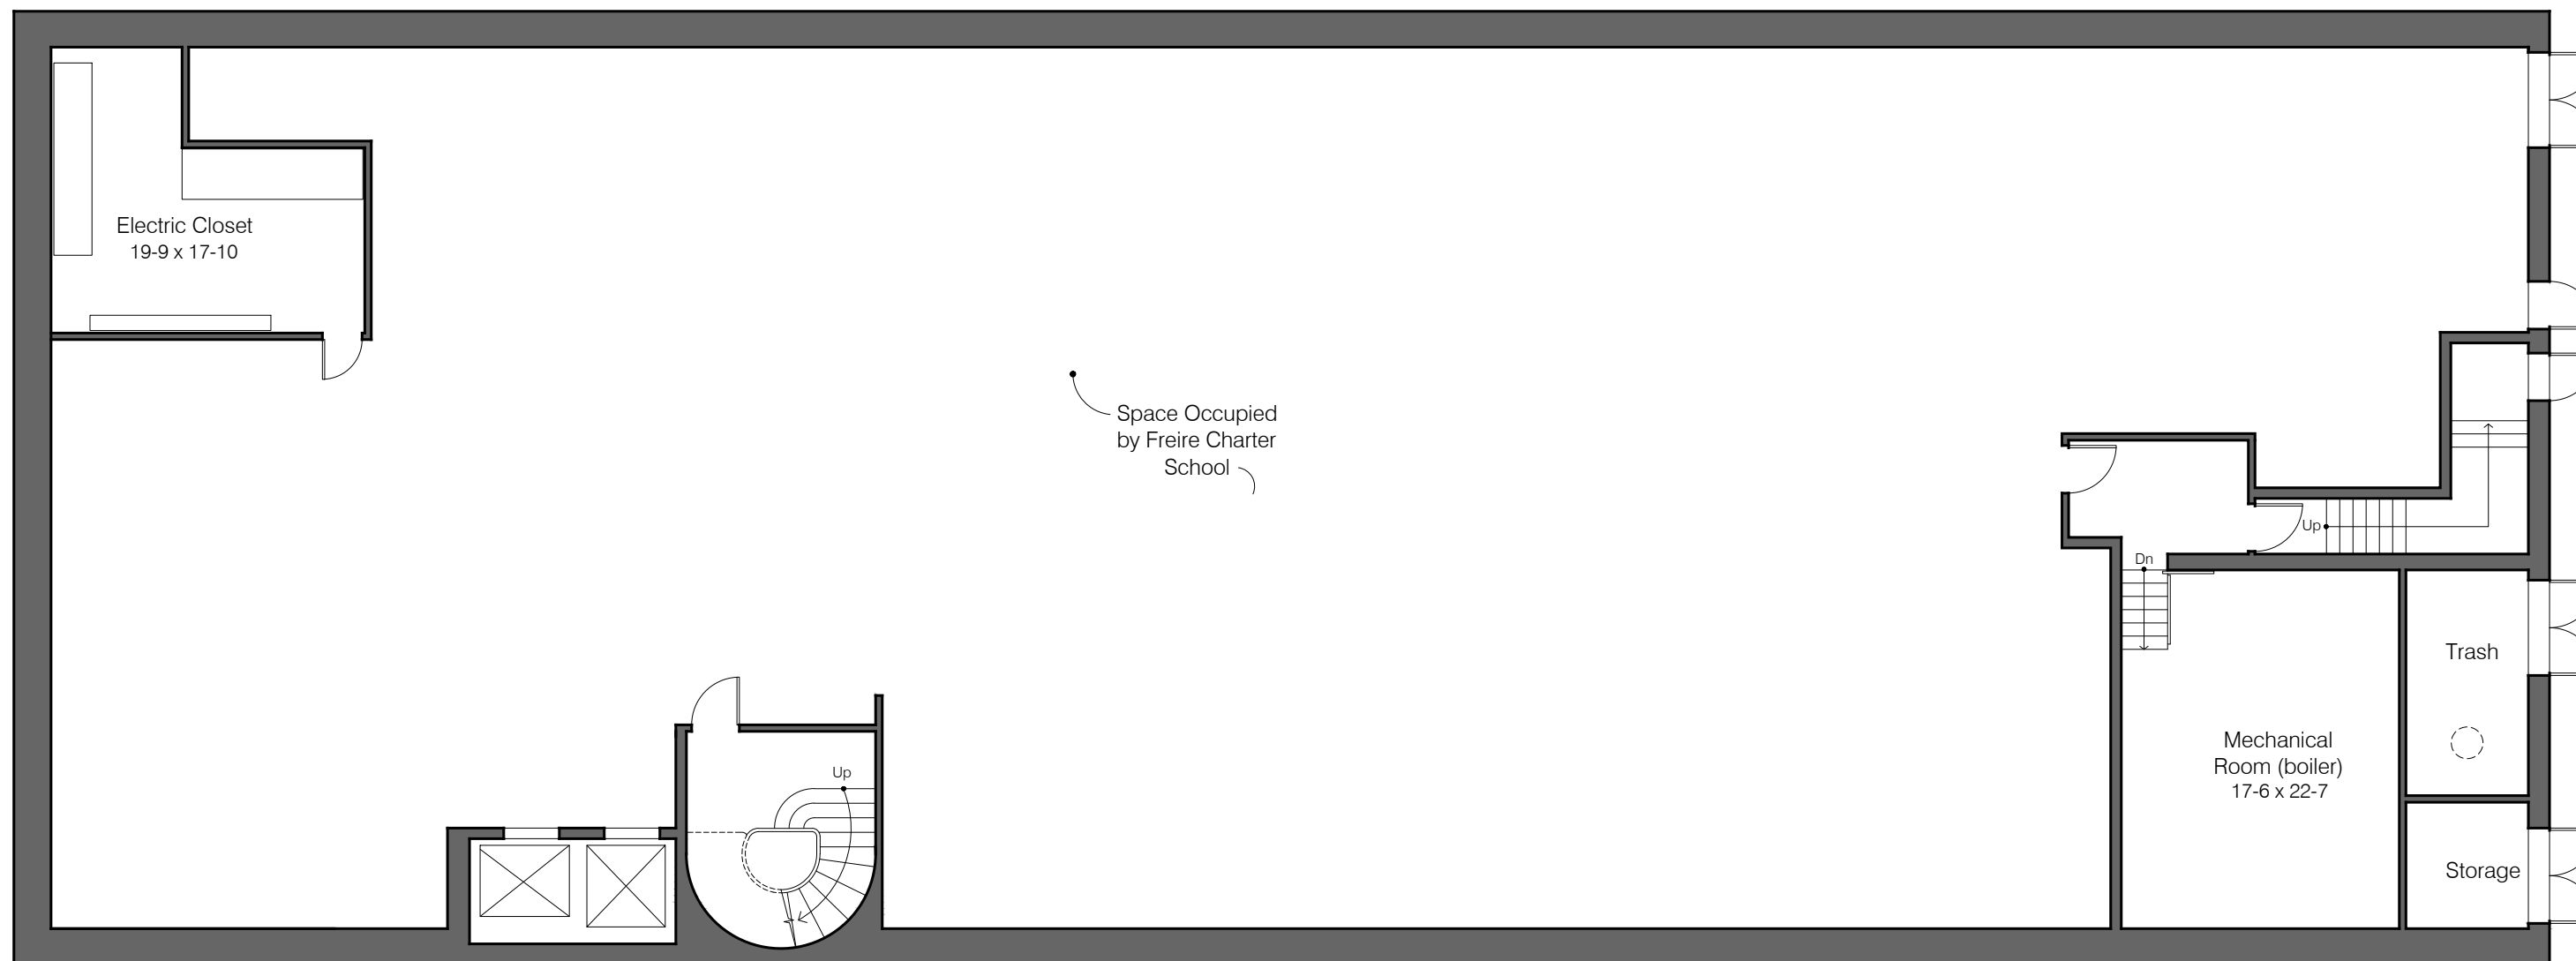 Electric Closet
19-9 x 17-10
Space Occupied
by Freire Charter
School
Up
Dn
Trash
Mechanical
Room (boiler)
17-6 x 22-7
Up
Storage